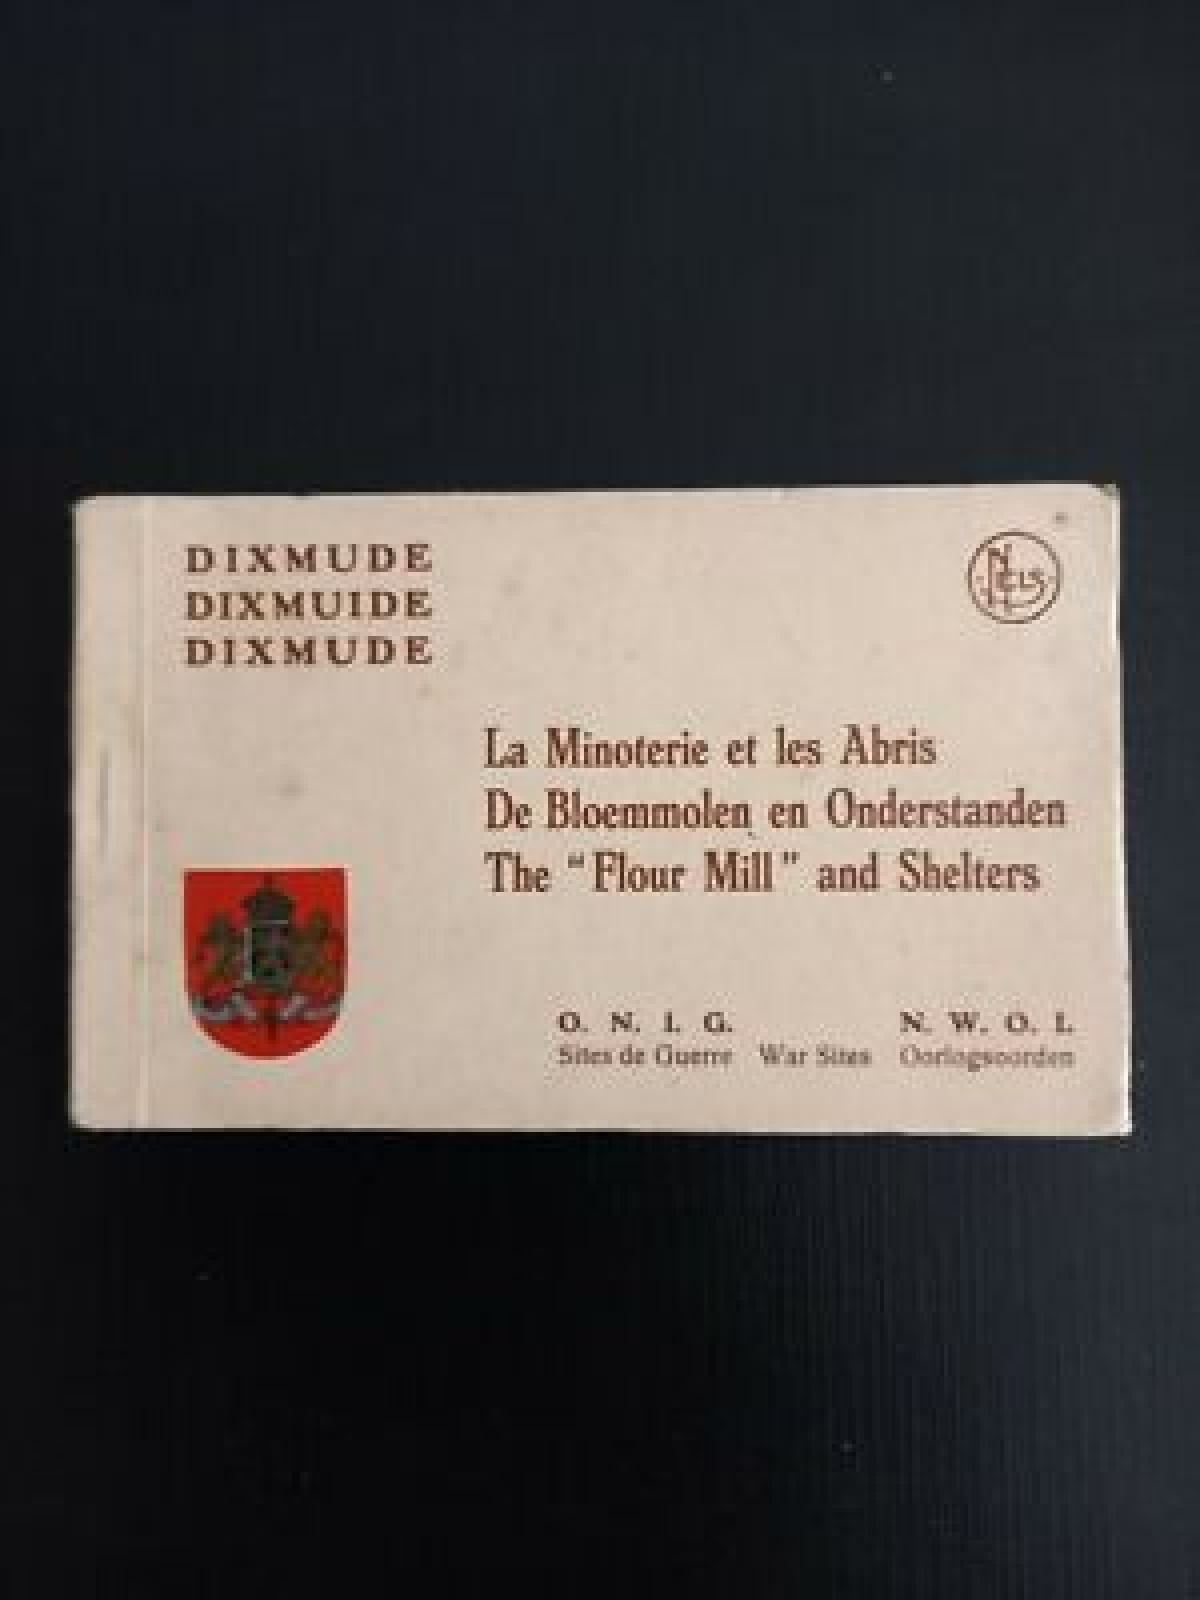 DIXMUDE
DIXMUIDE
DIXMUDE
NELS
La Minoterie et les Abris
De Bloemmolen en Onderstanden
The “Flour Mill” and Shelters
O. N. I. G. N. W. O. I.
Sites de Guerre War Sites Oorlogsoorden